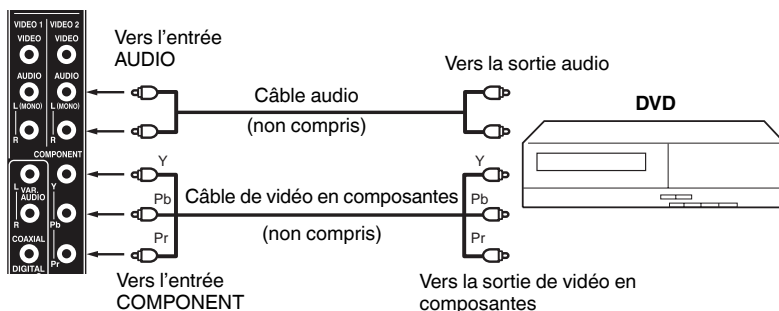 VIDEO 1 VIDEO 2
VIDEO VIDEO
AUDIO AUDIO
L (MONO) L (MONO)
R R
COMPONENT
L VAR. AUDIO R
Y
Pb
Pr
COAXIAL
DIGITAL
Vers l'entrée
AUDIO
Câble audio
(non compris)
Vers la sortie audio
DVD
Y Y
Pb Câble de vidéo en composantes Pb
Pr (non compris) Pr
Vers l'entrée
COMPONENT
Vers la sortie de vidéo en
composantes